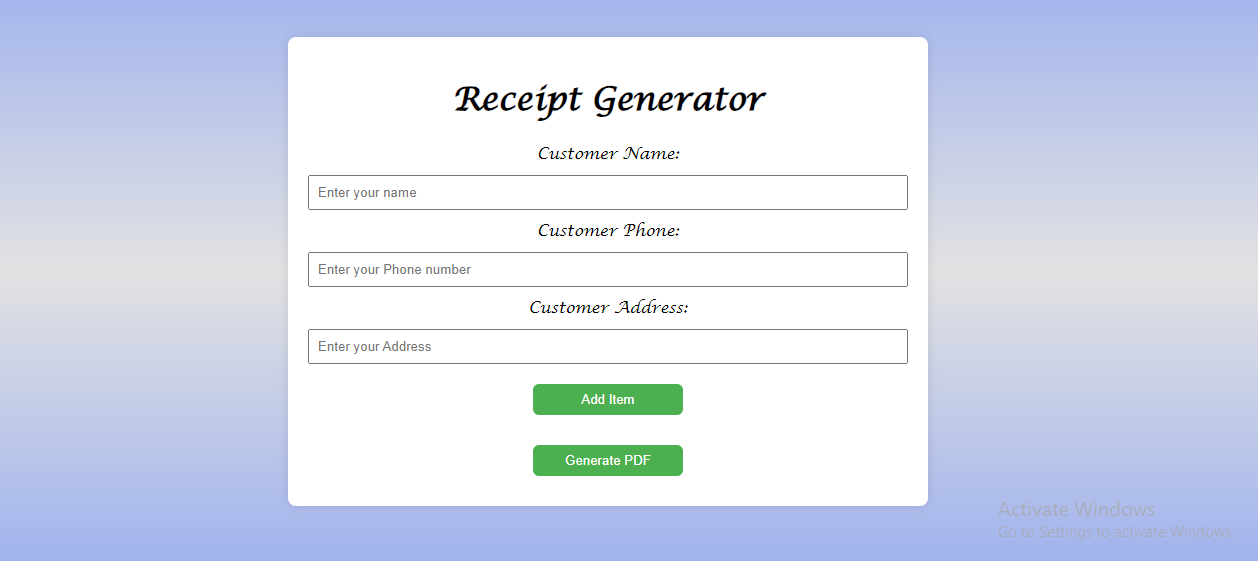 Receipt Generator
Customer Name:
Enter your name
Customer Phone:
Enter your Phone number
Customer Address:
Enter your Address
Add Item
Generate PDF
Activate Windows
Go to Settings to activate Windows.